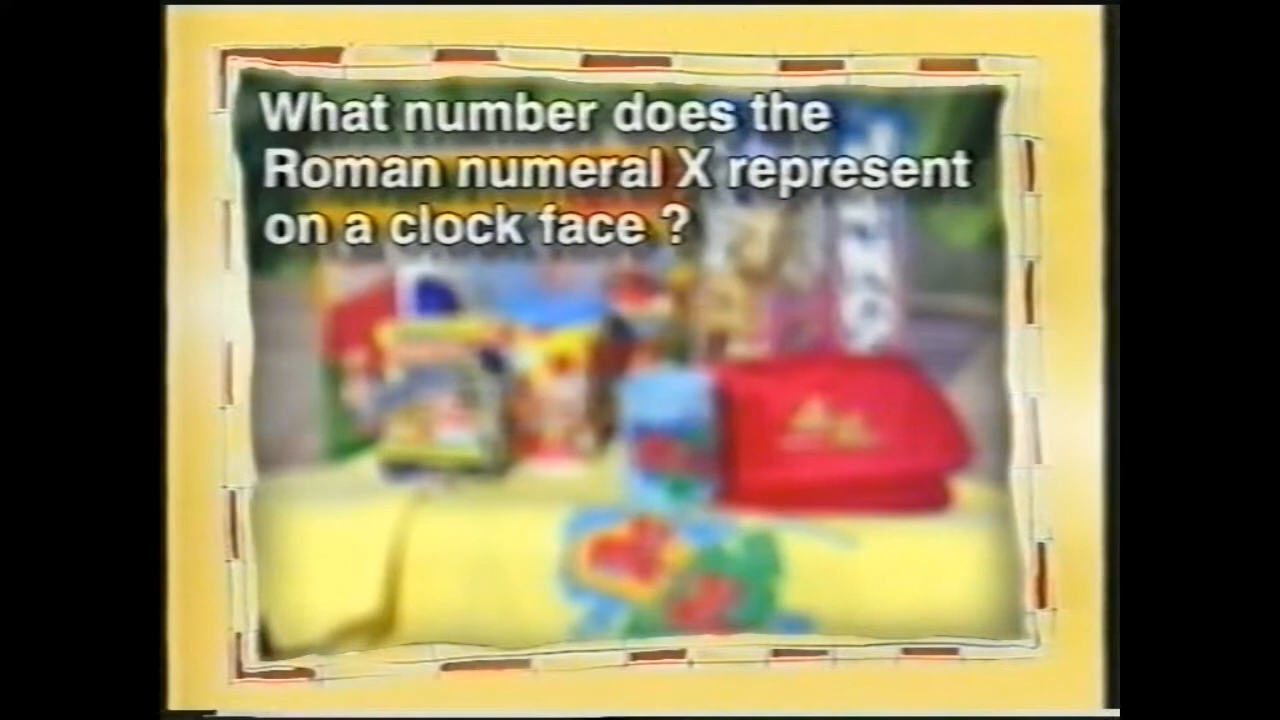 What number does the
Roman numeral X represent
on a clock face ?